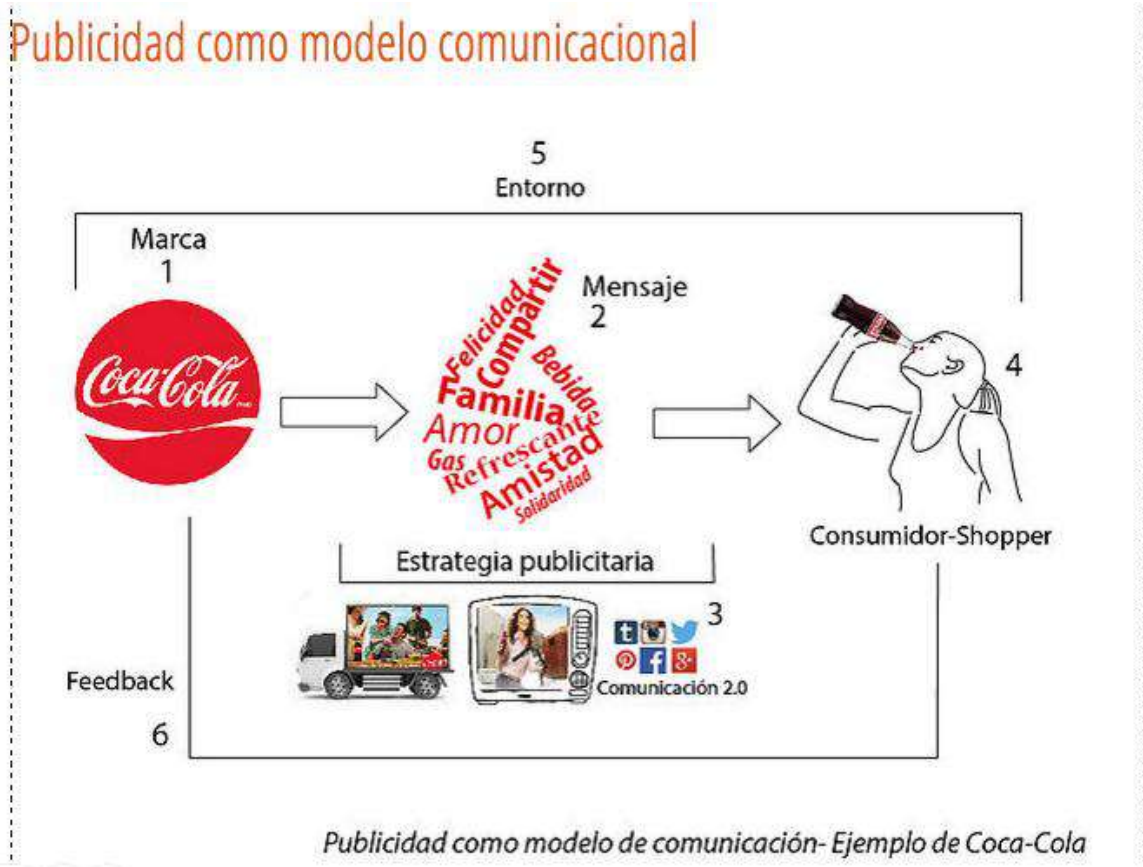 Publicidad como modelo comunicacional
5
Entorno
Marca
1
Coca-Cola
Mensaje
2
Felicidad
Compartir
Bebidas
Familia
Amor
Refrescante
Gas
Amistad
Solidaridad
4
Consumidor-Shopper
Estrategia publicitaria
3
Comunicación 2.0
Feedback
6
Publicidad como modelo de comunicación- Ejemplo de Coca-Cola